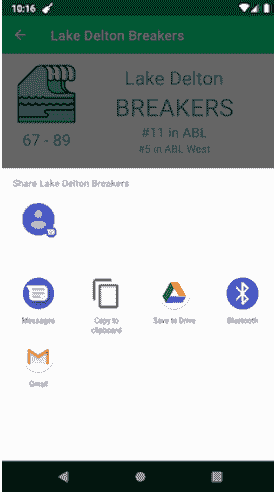 10:16
Lake Delton Breakers
Lake Delton
BREAKERS
67 - 89
#11 in ABL
#5 in ABL West
Share Lake Delton Breakers
Messages
Copy to
clipboard
Save to Drive
Bluetooth
Gmail